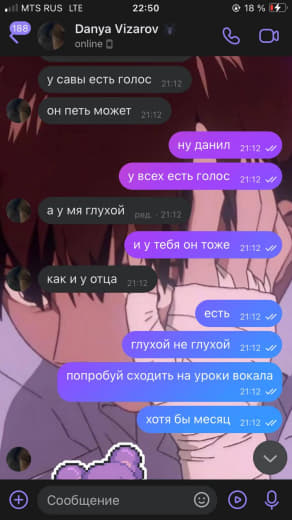 MTS RUS LTE 22:50 18 %
188 Danya Vizarov
online
у савы есть голос 21:12
он петь может 21:12
ну данил 21:12
у всех есть голос 21:12
а у мя глухой ред. · 21:12
и у тебя он тоже 21:12
как и у отца 21:12
есть 21:12
глухой не глухой 21:12
попробуй сходить на уроки вокала
21:12
хотя бы месяц 21:12
Сообщение